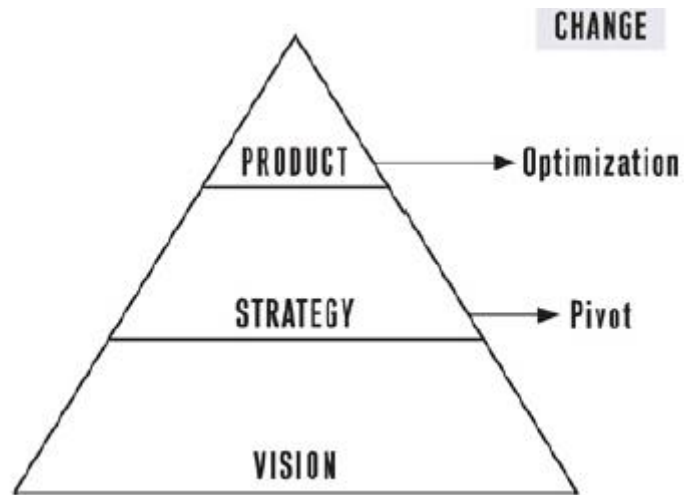 CHANGE
PRODUCT
Optimization
STRATEGY
Pivot
VISION